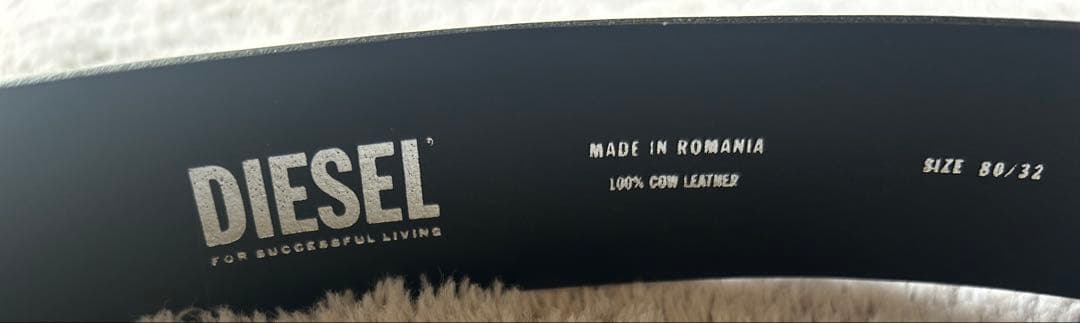 DIESEL
FOR SUCCESSFUL LIVING
MADE IN ROMANIA
100% COW LEATHER
SIZE 80/32